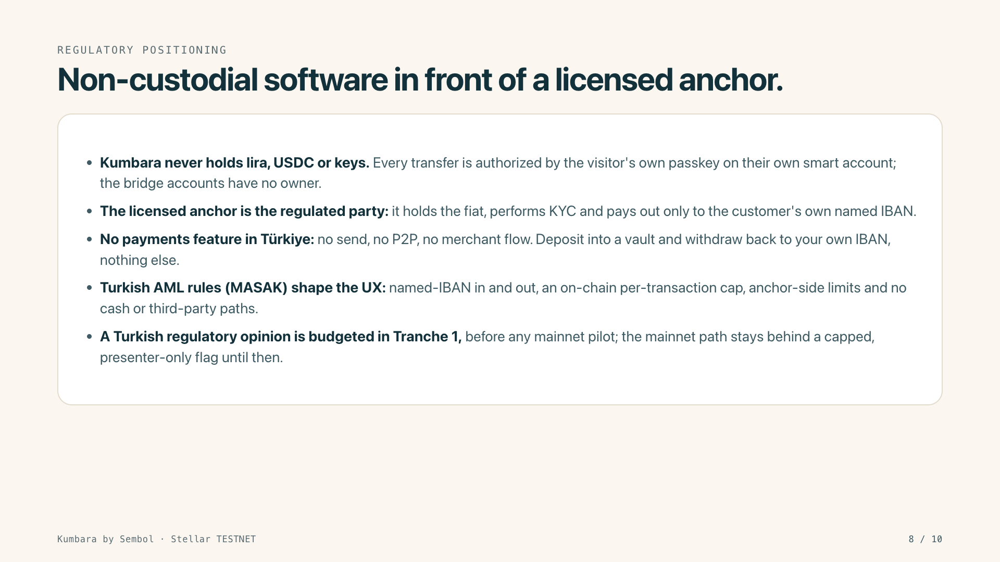 REGULATORY POSITIONING
Non-custodial software in front of a licensed anchor.
• Kumbara never holds lira, USDC or keys. Every transfer is authorized by the visitor's own passkey on their own smart account;
the bridge accounts have no owner.
• The licensed anchor is the regulated party: it holds the fiat, performs KYC and pays out only to the customer's own named IBAN.
• No payments feature in Türkiye: no send, no P2P, no merchant flow. Deposit into a vault and withdraw back to your own IBAN,
nothing else.
• Turkish AML rules (MASAK) shape the UX: named-IBAN in and out, an on-chain per-transaction cap, anchor-side limits and no
cash or third-party paths.
• A Turkish regulatory opinion is budgeted in Tranche 1, before any mainnet pilot; the mainnet path stays behind a capped,
presenter-only flag until then.
Kumbara by Sembol · Stellar TESTNET
8 / 10